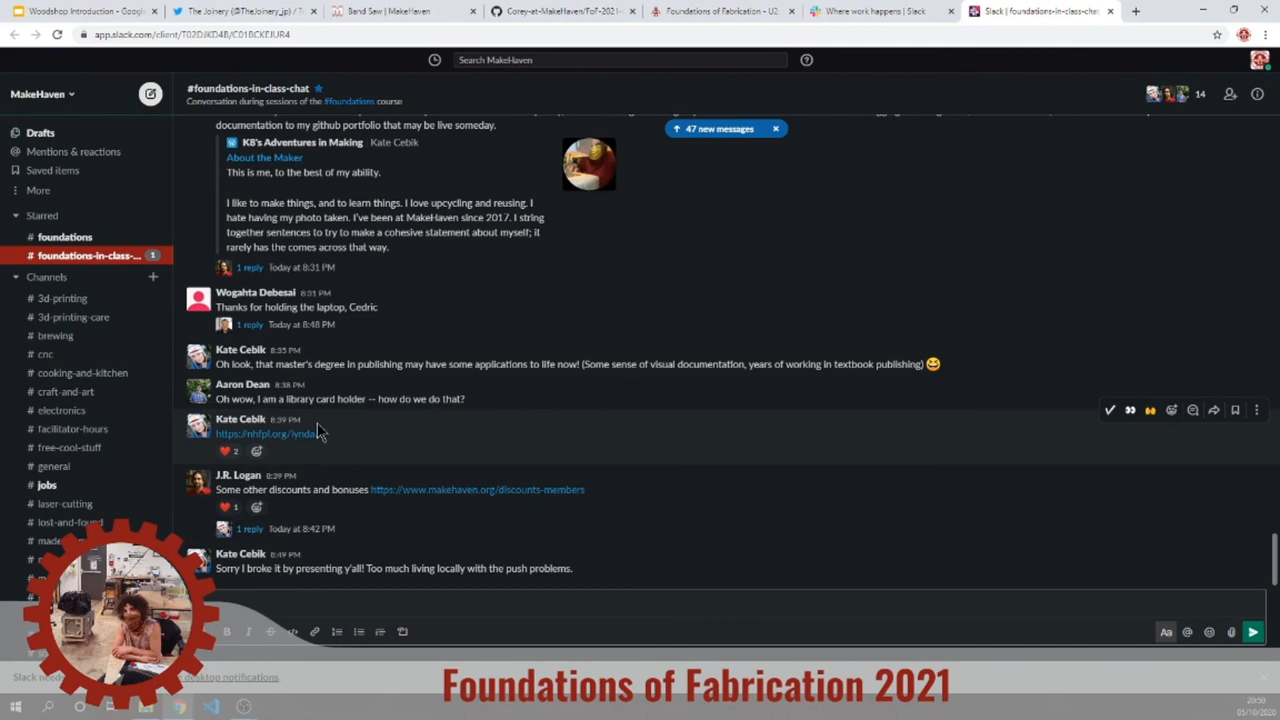 Woodshop Introduction - Googl
The Joinery (@TheJoinery_jp) / T
Band Saw | MakeHaven
Corey-at-MakeHaven/FoF-2021-
Foundations of Fabrication - U2
Slack | Where work happens | Slack
Slack | foundations-in-class-chat
MakeHaven
Search MakeHaven
#foundations-in-class-chat
Conversation during sessions of the #foundations course
14
Drafts
Mentions & reactions
Saved items
More
Starred
# foundations
# foundations-in-class-... 1
Channels
# 3d-printing
# 3d-printing-care
# brewing
# cnc
# cooking-and-kitchen
# craft-and-art
# electronics
# facilitator-hours
# free-cool-stuff
# general
# jobs
# laser-cutting
# lost-and-found
documentation to my github portfolio that may be live someday.
47 new messages
K8's Adventures in Making Kate Cebik
About the Maker
This is me, to the best of my ability.
I like to make things, and to learn things. I love upcycling and reusing. I
hate having my photo taken. I've been at MakeHaven since 2017. I string
together sentences to try to make a cohesive statement about myself; it
rarely has the comes across that way.
1 reply Today at 8:31 PM
Wogahta Debesai 8:31 PM
Thanks for holding the laptop, Cedric
1 reply Today at 8:48 PM
Kate Cebik 8:35 PM
Oh look, that master's degree in publishing may have some applications to life now! (Some sense of visual documentation, years of working in textbook publishing)
Aaron Dean 8:38 PM
Oh wow, I am a library card holder -- how do we do that?
Kate Cebik 8:39 PM
https://nhfpl.org/lynda
2
J.R. Logan 8:39 PM
Some other discounts and bonuses https://www.makehaven.org/discounts-members
1
1 reply Today at 8:42 PM
Kate Cebik 8:49 PM
Sorry I broke it by presenting y'all! Too much living locally with the push problems.
Slack
desktop notifications.
Foundations of Fabrication 2021
20:50
05/10/2020